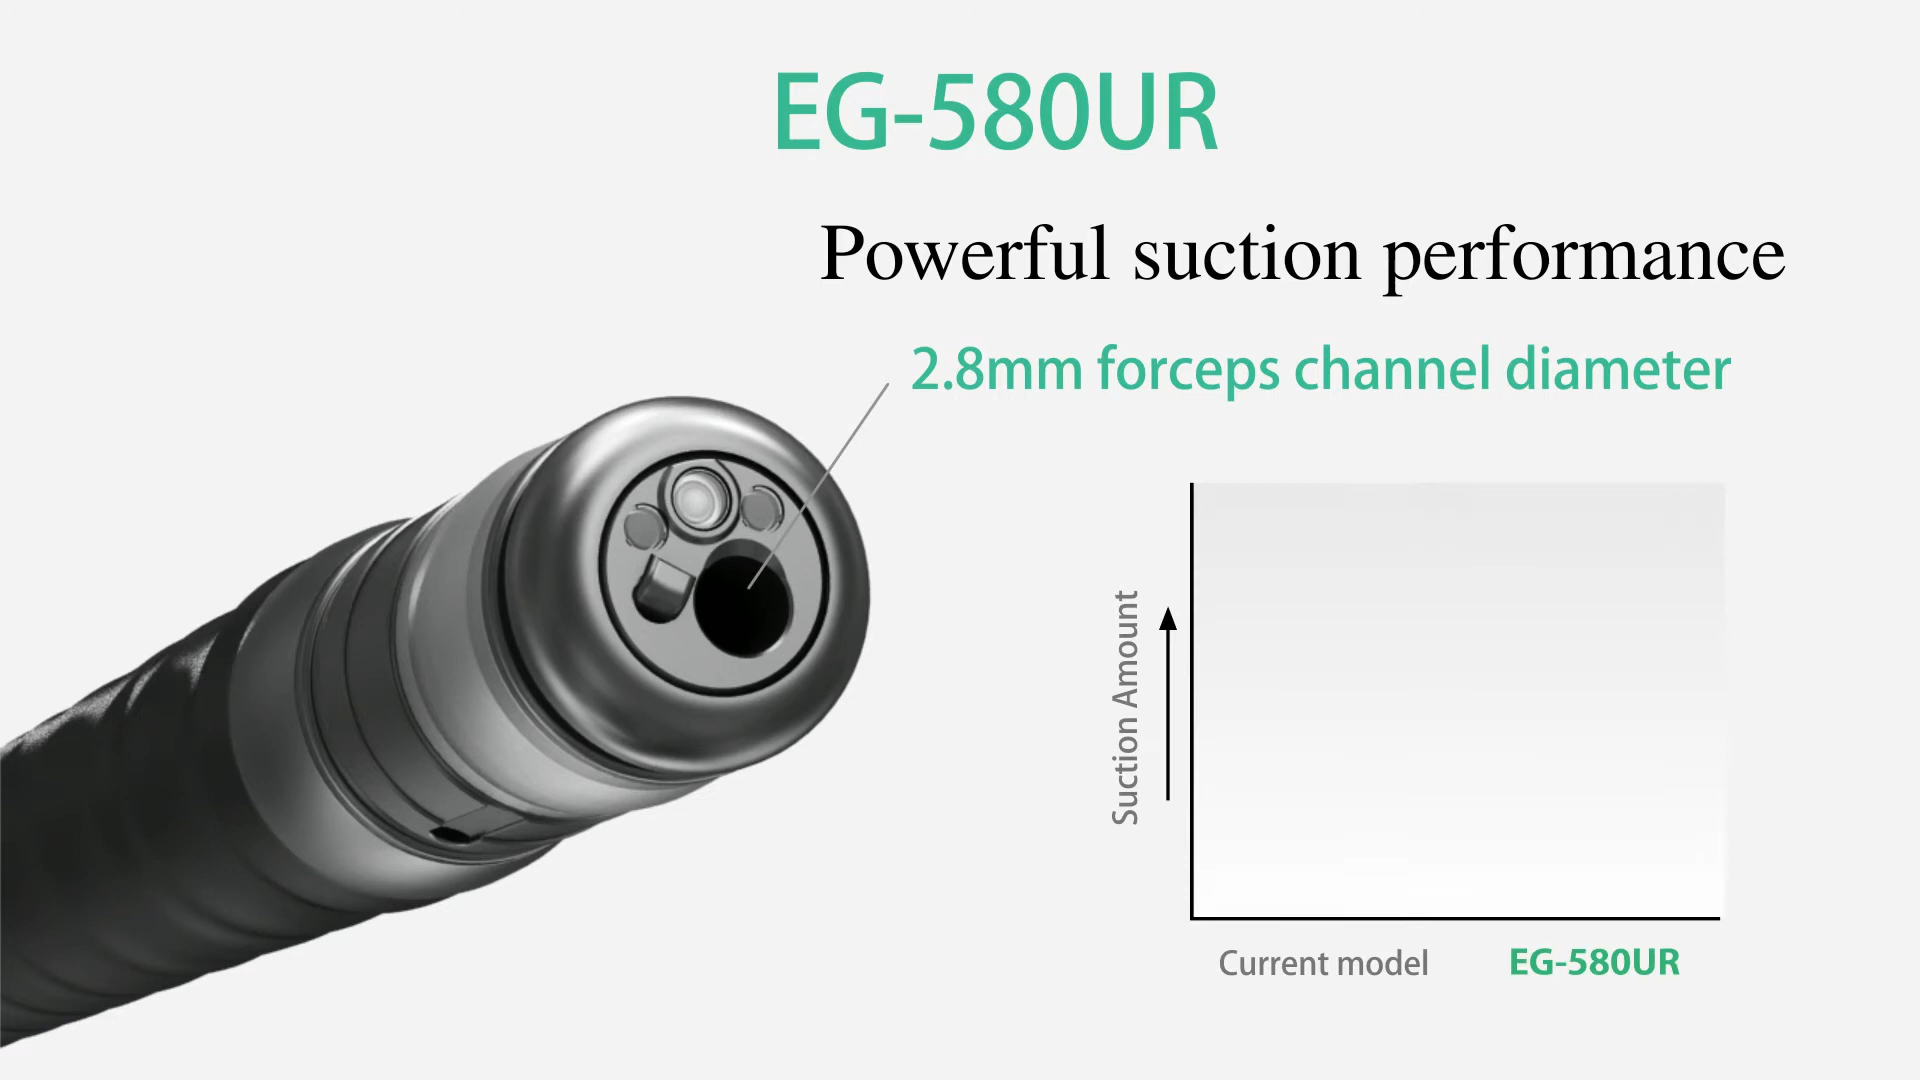 EG-580UR
Powerful suction performance
2.8mm forceps channel diameter
Suction Amount
Current model
EG-580UR